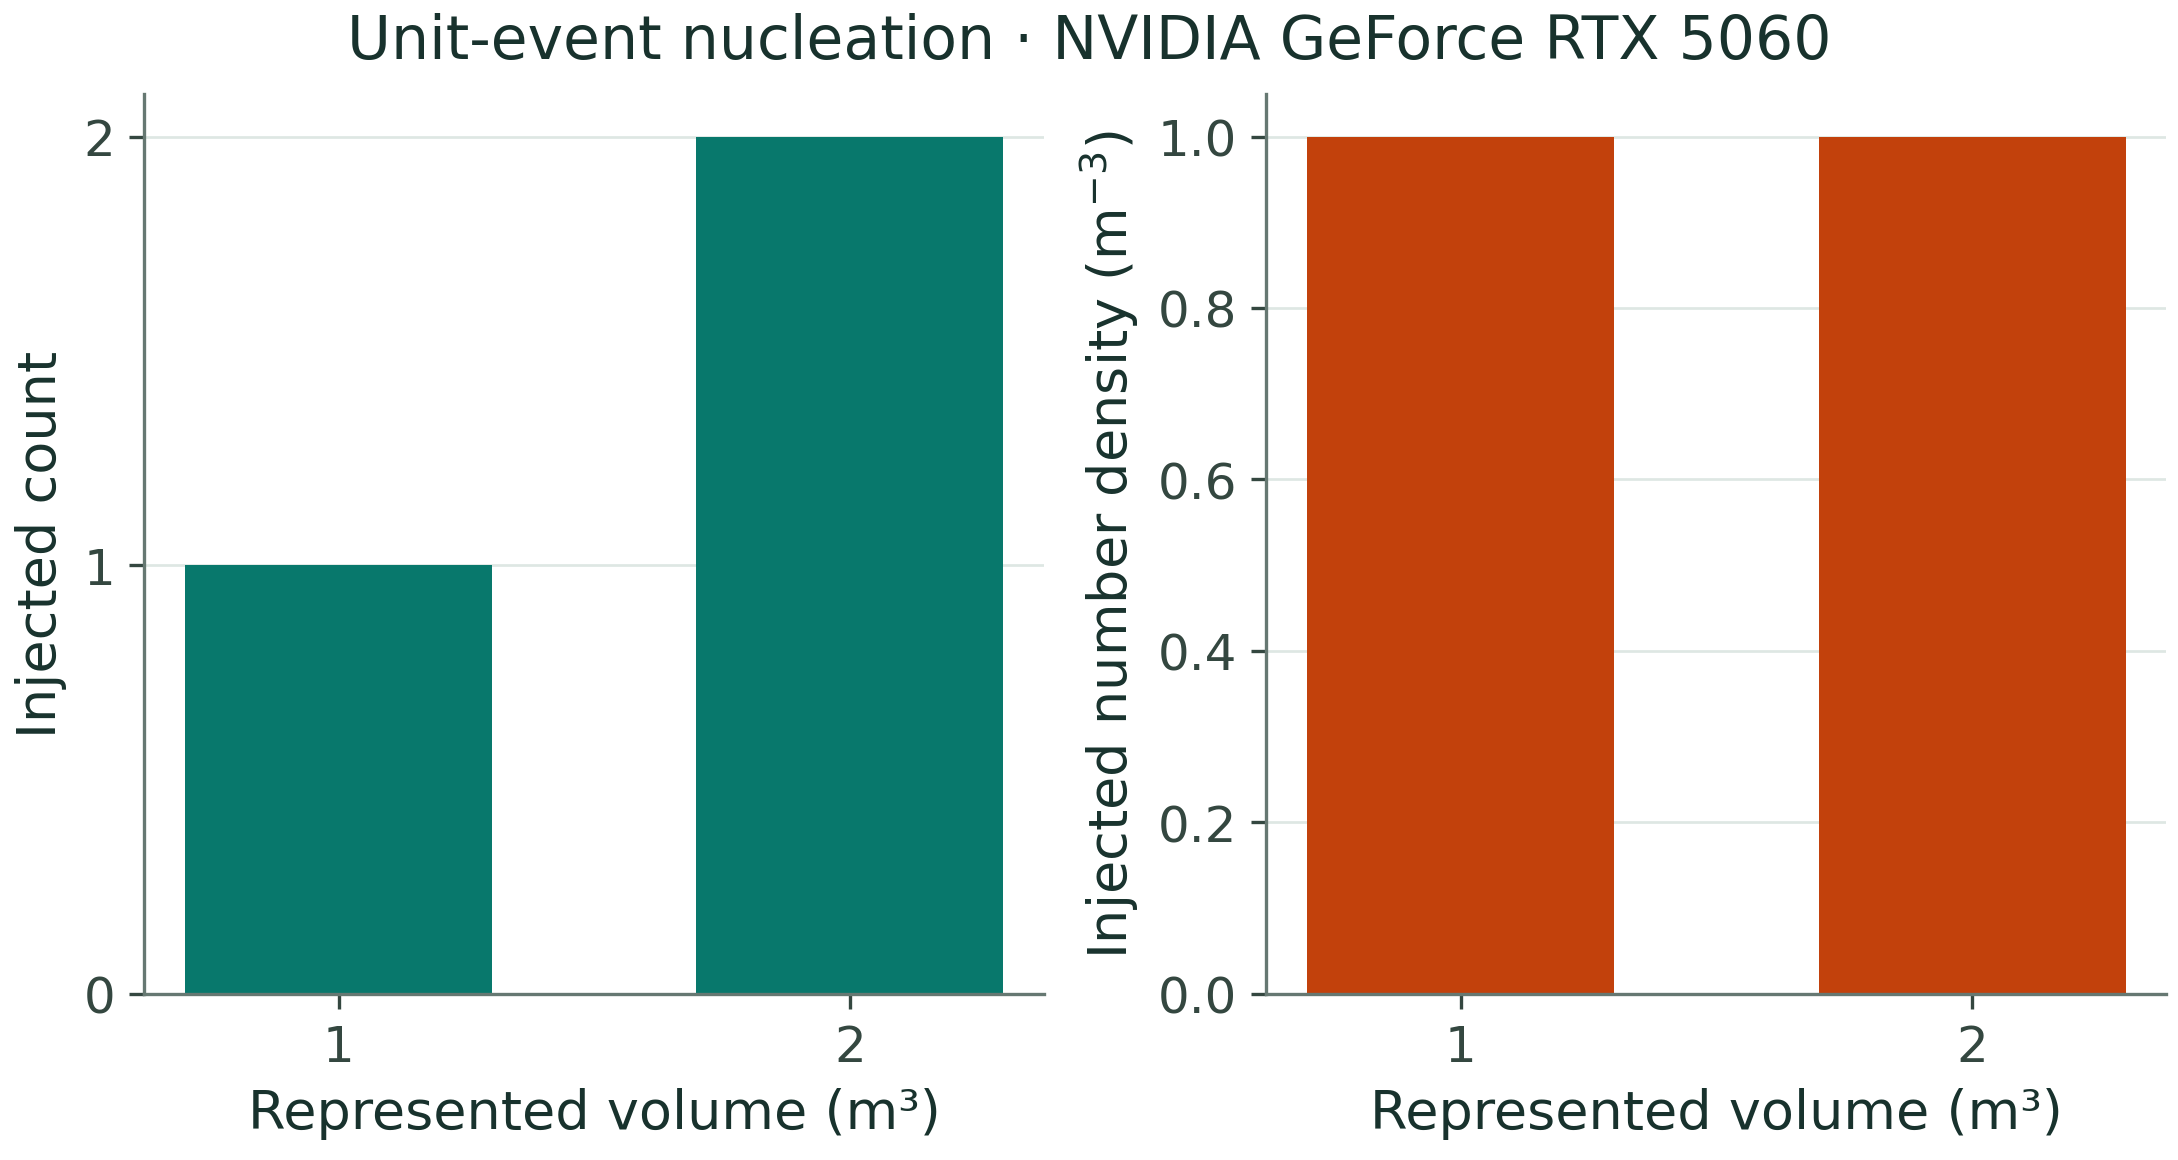 Unit-event nucleation · NVIDIA GeForce RTX 5060
Injected count
2
1
0
1
2
Represented volume (m³)
Injected number density (m⁻³)
1.0
0.8
0.6
0.4
0.2
0.0
1
2
Represented volume (m³)